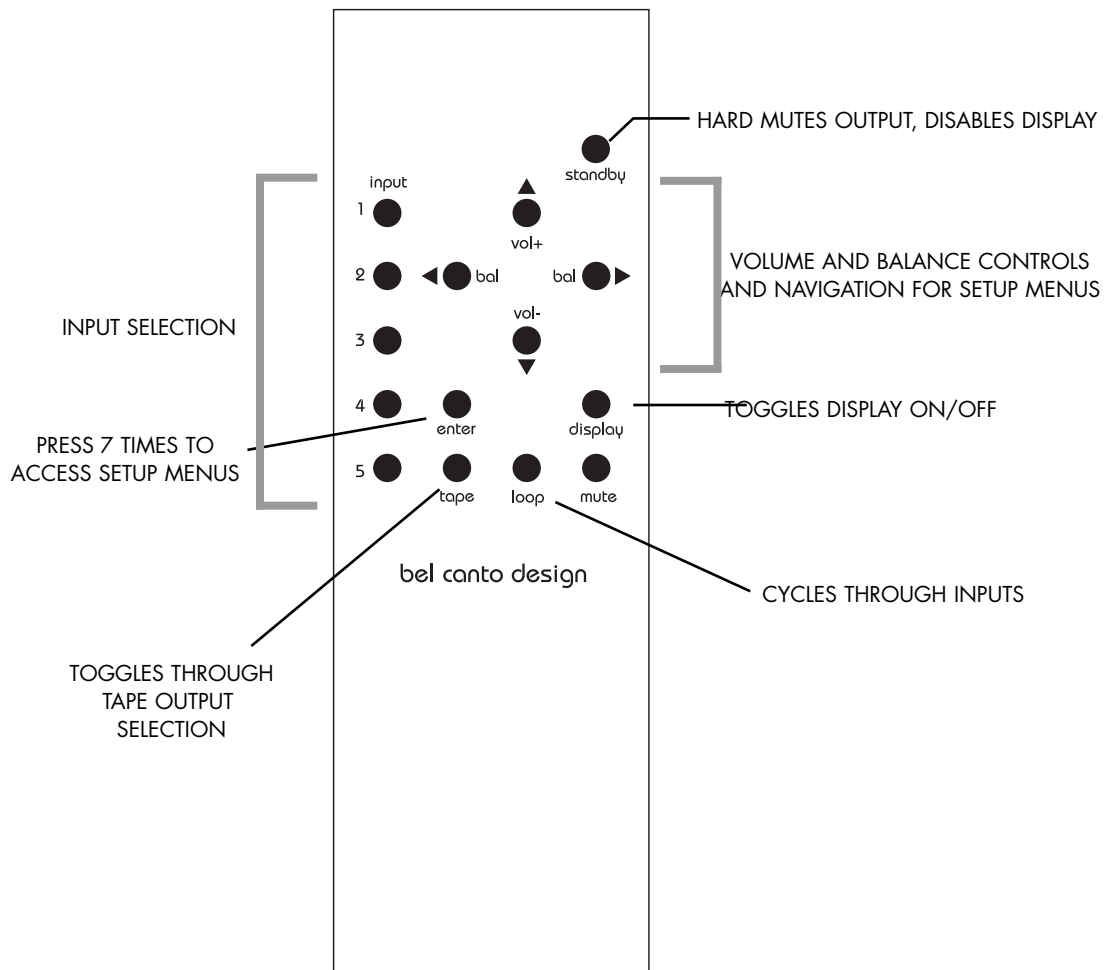 HARD MUTES OUTPUT, DISABLES DISPLAY
standby
input
1
vol+
2
bal
bal
VOLUME AND BALANCE CONTROLS
AND NAVIGATION FOR SETUP MENUS
vol-
INPUT SELECTION
3
4
enter
display
TOGGLES DISPLAY ON/OFF
PRESS 7 TIMES TO
ACCESS SETUP MENUS
5
tape
loop
mute
bel canto design
CYCLES THROUGH INPUTS
TOGGLES THROUGH
TAPE OUTPUT
SELECTION